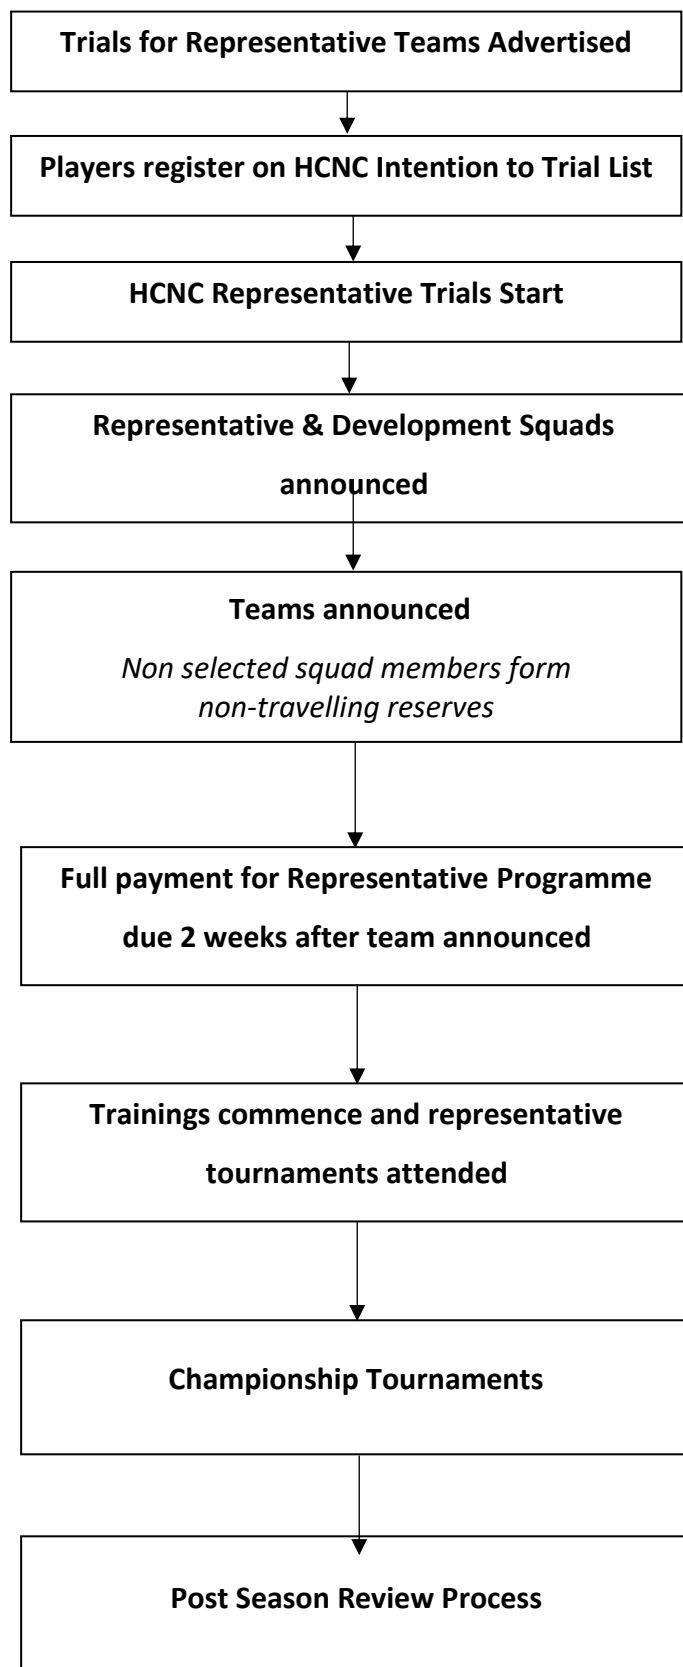 Trials for Representative Teams Advertised
Players register on HCNC Intention to Trial List
HCNC Representative Trials Start
Representative & Development Squads
announced
Teams announced
Non selected squad members form
non-travelling reserves
Full payment for Representative Programme
due 2 weeks after team announced
Trainings commence and representative
tournaments attended
Championship Tournaments
Post Season Review Process